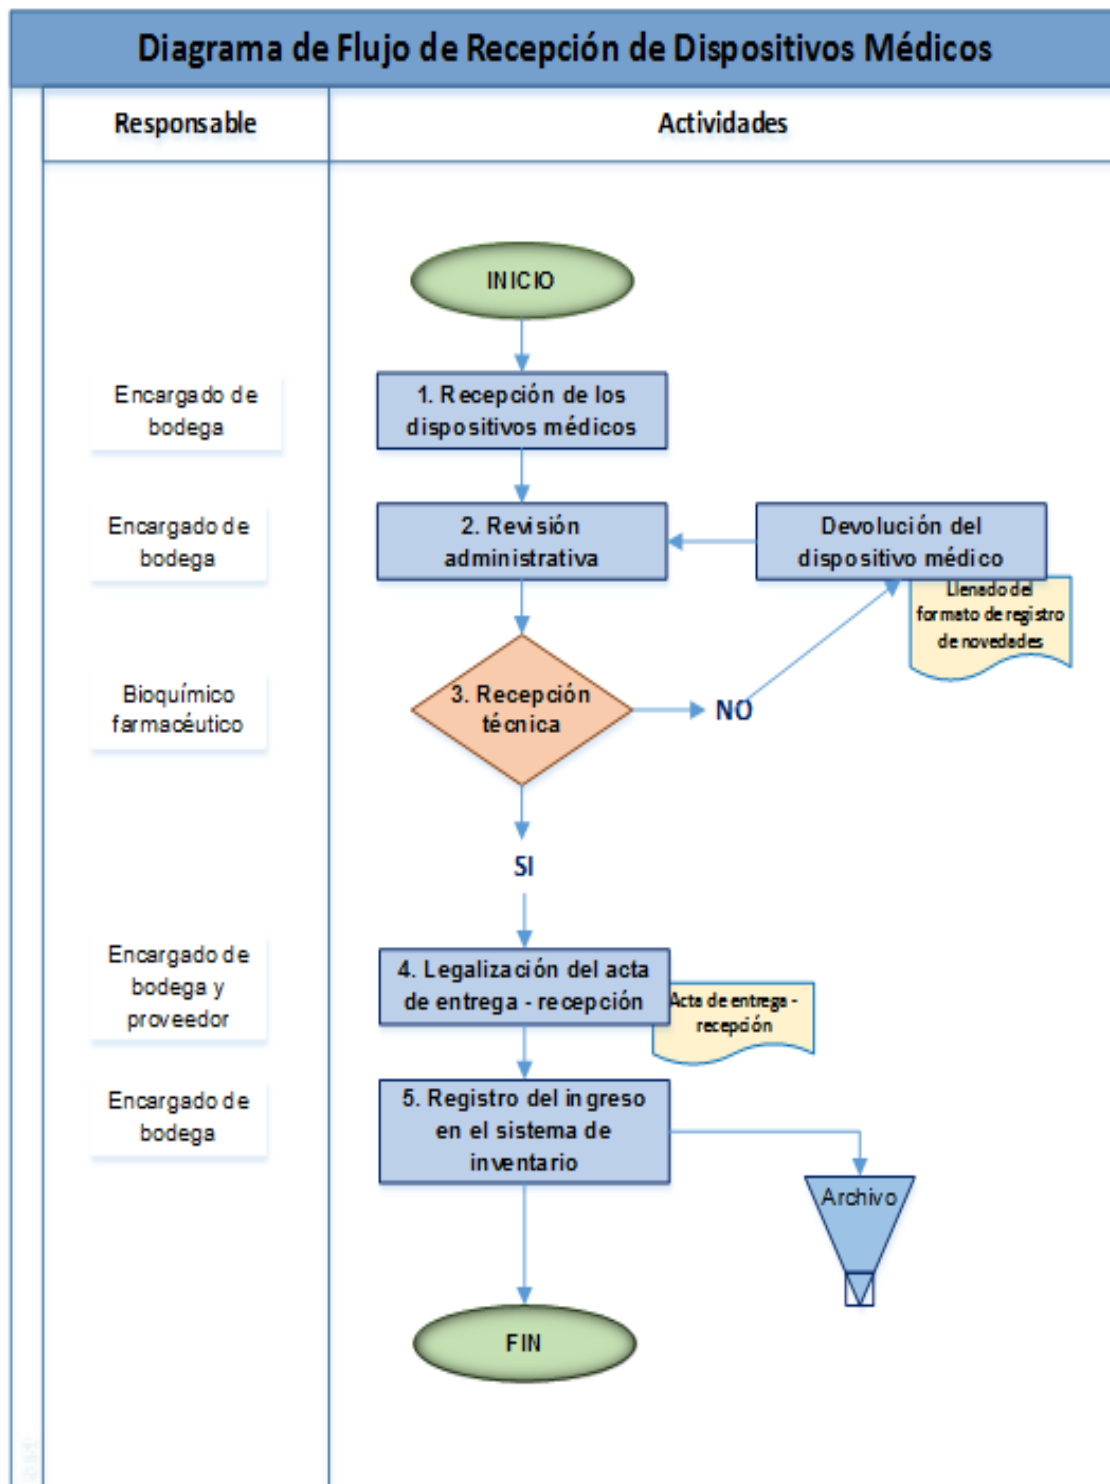 Diagrama de Flujo de Recepción de Dispositivos Médicos
Responsable
Actividades
INICIO
Encargado de
bodega
1. Recepción de los
dispositivos médicos
Encargado de
bodega
2. Revisión
administrativa
Devolución del
dispositivo médico
Llenado del
formato de registro
de novedades
Bioquímico
farmacéutico
3. Recepción
técnica
NO
SI
Encargado de
bodega y
proveedor
4. Legalización del acta
de entrega - recepción
Acta de entrega -
recepción
Encargado de
bodega
5. Registro del ingreso
en el sistema de
inventario
Archivo
FIN